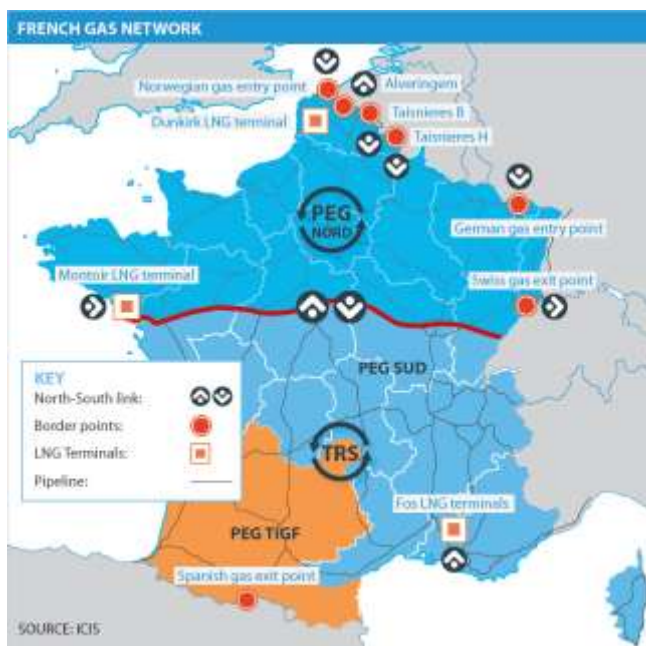 FRENCH GAS NETWORK
Norwegian gas entry point
Alveringem
Dunkirk LNG terminal
Taisnieres B
Taisnieres H
PEG
NORD
German gas entry point
Montoir LNG terminal
Swiss gas exit point
PEG SUD
KEY
North-South link:
Border points:
LNG Terminals:
Pipeline:
TRS
Fos LNG terminals
PEG TIGF
Spanish gas exit point
SOURCE: ICIS